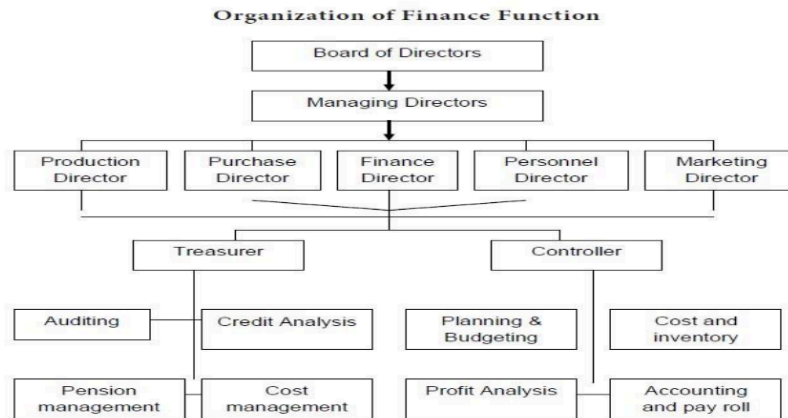 Organization of Finance Function
Board of Directors
Managing Directors
Production
Director
Purchase
Director
Finance
Director
Personnel
Director
Marketing
Director
Treasurer
Controller
Auditing
Credit Analysis
Planning &
Budgeting
Cost and
inventory
Pension
management
Cost
management
Profit Analysis
Accounting
and pay roll